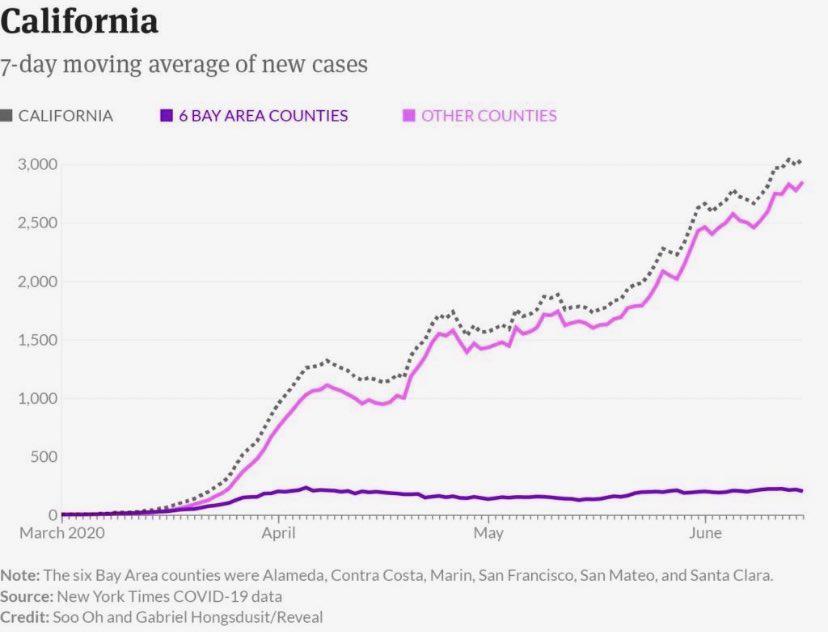 California
7-day moving average of new cases
CALIFORNIA 6 BAY AREA COUNTIES OTHER COUNTIES
3,000
2,500
2,000
1,500
1,000
500
0
March 2020 April May June
Note: The six Bay Area counties were Alameda, Contra Costa, Marin, San Francisco, San Mateo, and Santa Clara.
Source: New York Times COVID-19 data
Credit: Soo Oh and Gabriel Hongsdusit/Reveal